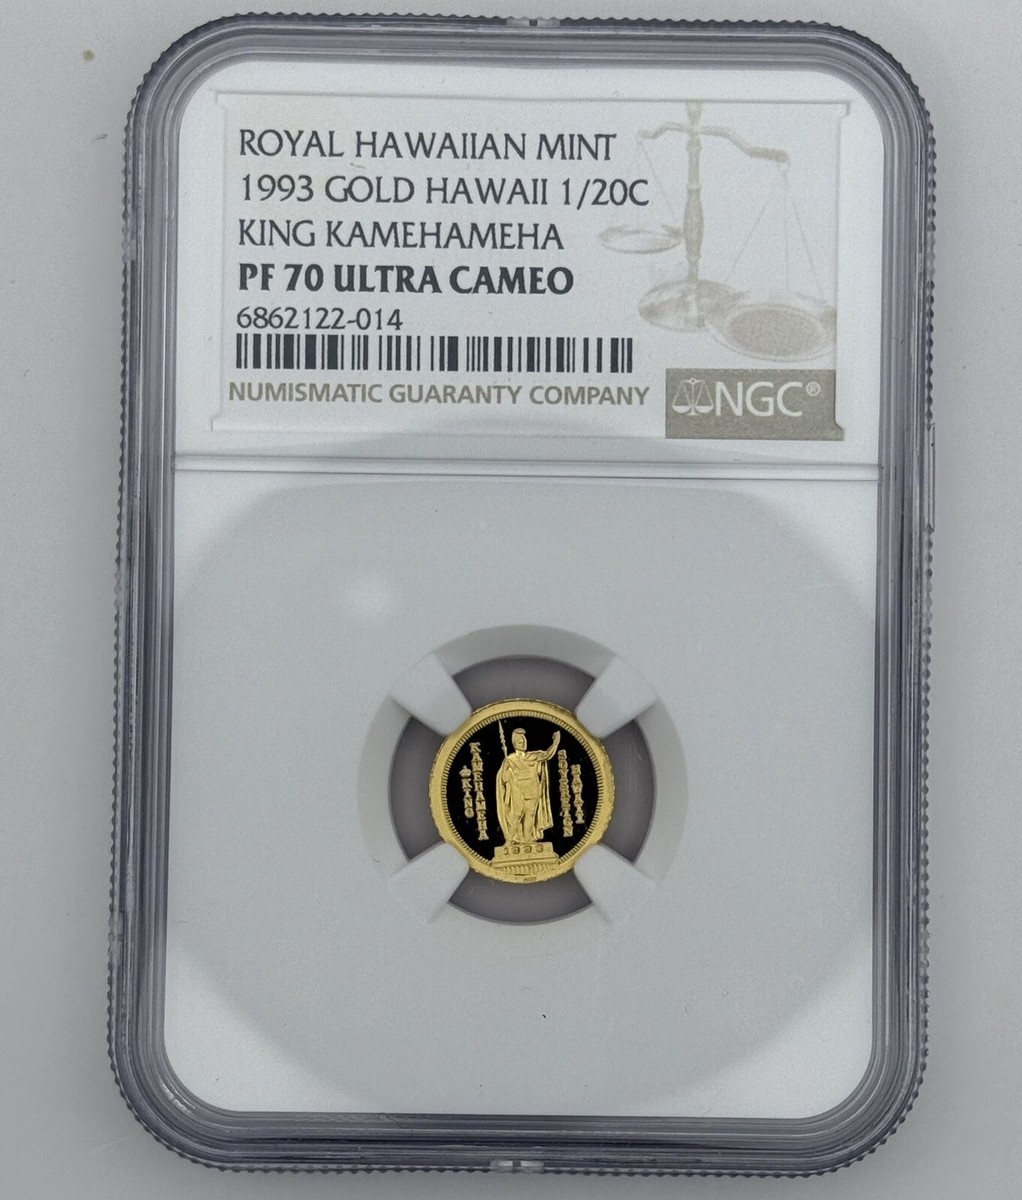 ROYAL HAWAIIAN MINT
1993 GOLD HAWAII 1/20C
KING KAMEHAMEHA
PF 70 ULTRA CAMEO
6862122-014
NUMISMATIC GUARANTY COMPANY
NGC®
KING
KAMEHAMEHA
SOVEREIGN
HAWAII
1993